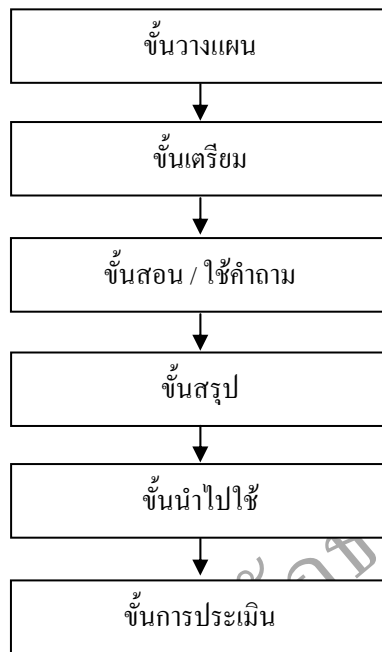 ขั้นวางแผน
ขั้นเตรียม
ขั้นสอน / ใช้คำถาม
ขั้นสรุป
ขั้นนำไปใช้
ขั้นการประเมิน